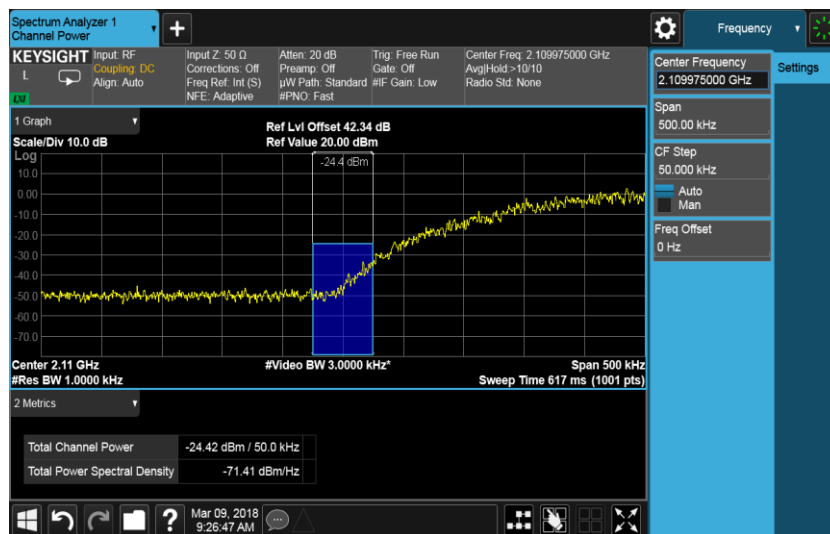 Spectrum Analyzer 1
Channel Power
+
Frequency
KEYSIGHT
L
LXI
Input: RF
Coupling: DC
Align: Auto
Input Z: 50 Ω
Corrections: Off
Freq Ref: Int (S)
NFE: Adaptive
Atten: 20 dB
Preamp: Off
µW Path: Standard
#PNO: Fast
Trig: Free Run
Gate: Off
#IF Gain: Low
Center Freq: 2.109975000 GHz
Avg|Hold:>10/10
Radio Std: None
Center Frequency
2.109975000 GHz
Settings
Span
500.00 kHz
CF Step
50.000 kHz
Auto
Man
Freq Offset
0 Hz
1 Graph
Scale/Div 10.0 dB
Ref Lvl Offset 42.34 dB
Ref Value 20.00 dBm
Log
-24.4 dBm
10.0
0.00
-10.0
-20.0
-30.0
-40.0
-50.0
-60.0
-70.0
Center 2.11 GHz
#Video BW 3.0000 kHz*
Span 500 kHz
#Res BW 1.0000 kHz
Sweep Time 617 ms (1001 pts)
2 Metrics
Total Channel Power -24.42 dBm / 50.0 kHz
Total Power Spectral Density -71.41 dBm/Hz
?
Mar 09, 2018
9:26:47 AM